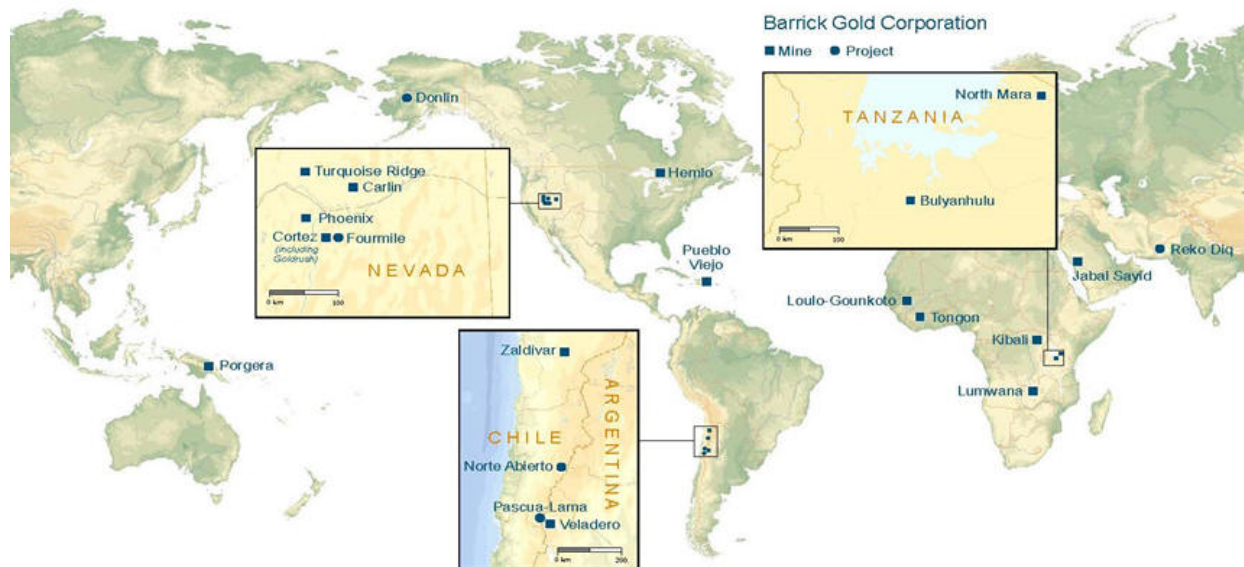 Barrick Gold Corporation
Mine Project
Donlin
North Mara
TANZANIA
Bulyanhulu
0 km 100
Turquoise Ridge
Carlin
Phoenix
Cortez Fourmile
(including
Goldrush)
NEVADA
0 km 100
Hemlo
Pueblo
Viejo
Reko Diq
Jabal Sayid
Loulo-Gounkoto
Tongon
Kibali
Lumwana
Porgera
Zaldívar
CHILE
ARGENTINA
Norte Abierto
Pascua-Lama
Veladero
0 km 200